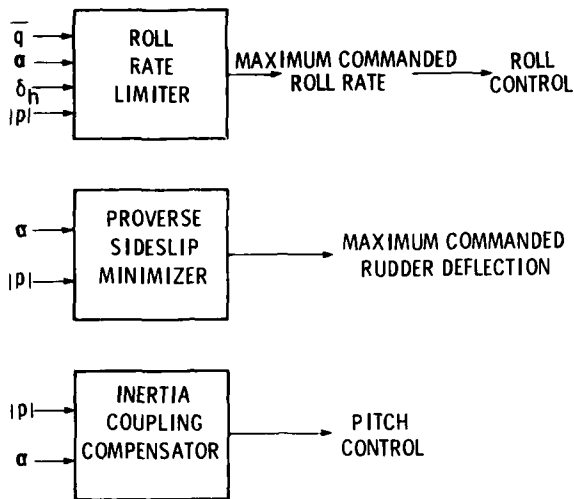 q̅
α
δh
|p|
ROLL
RATE
LIMITER
MAXIMUM COMMANDED
ROLL RATE
ROLL
CONTROL
α
|p|
PROVERSE
SIDESLIP
MINIMIZER
MAXIMUM COMMANDED
RUDDER DEFLECTION
|p|
α
INERTIA
COUPLING
COMPENSATOR
PITCH
CONTROL